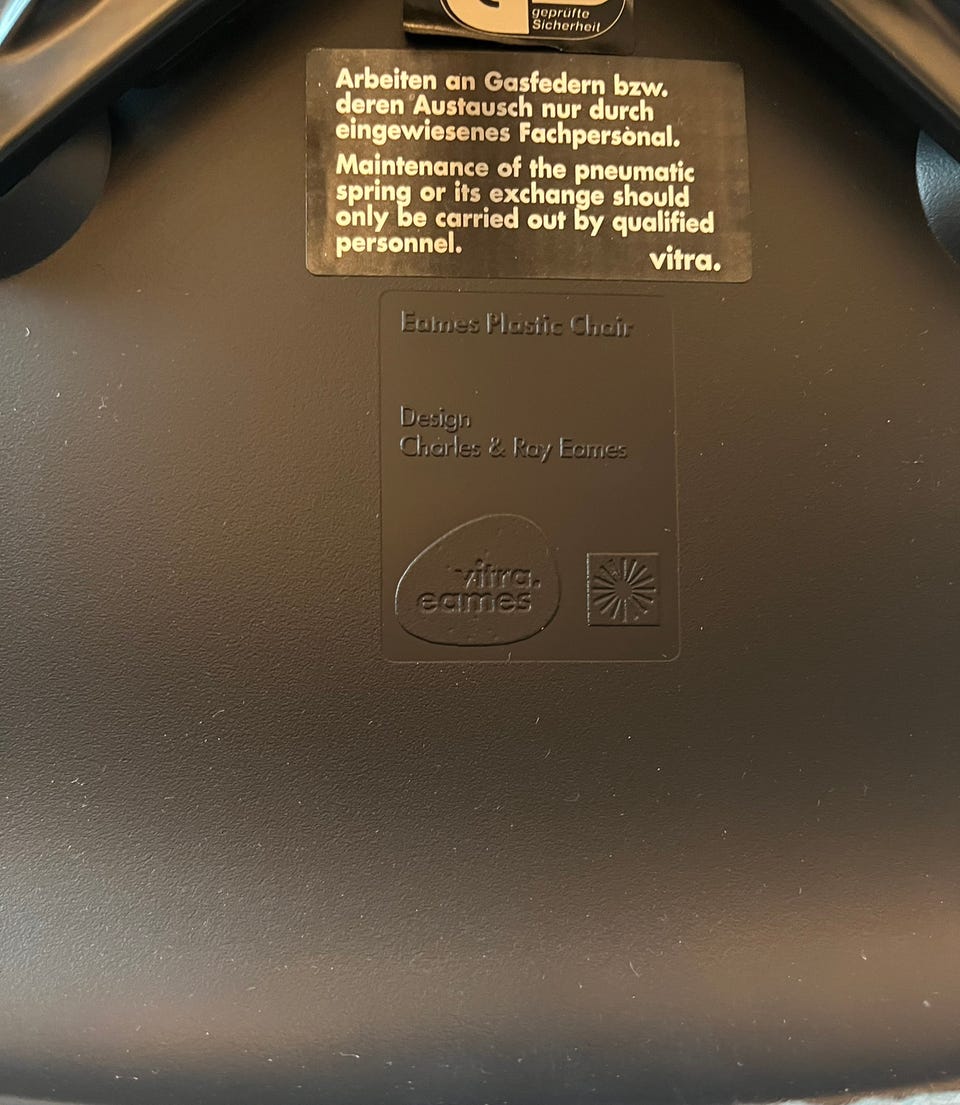 geprüfte
Sicherheit
Arbeiten an Gasfedern bzw.
deren Austausch nur durch
eingewiesenes Fachpersonal.
Maintenance of the pneumatic
spring or its exchange should
only be carried out by qualified
personnel.
vitra.
Eames Plastic Chair
Design
Charles & Ray Eames
vitra.
eames